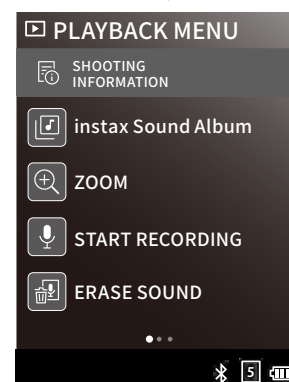 PLAYBACK MENU
SHOOTING
INFORMATION
instax Sound Album
ZOOM
START RECORDING
ERASE SOUND
5